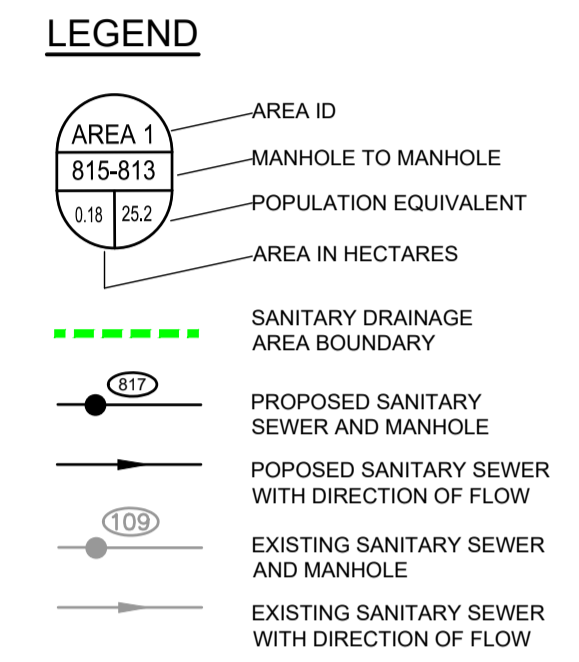 LEGEND
AREA 1
815-813
0.18 25.2
AREA ID
MANHOLE TO MANHOLE
POPULATION EQUIVALENT
AREA IN HECTARES
SANITARY DRAINAGE
AREA BOUNDARY
817
PROPOSED SANITARY
SEWER AND MANHOLE
POPOSED SANITARY SEWER
WITH DIRECTION OF FLOW
109
EXISTING SANITARY SEWER
AND MANHOLE
EXISTING SANITARY SEWER
WITH DIRECTION OF FLOW